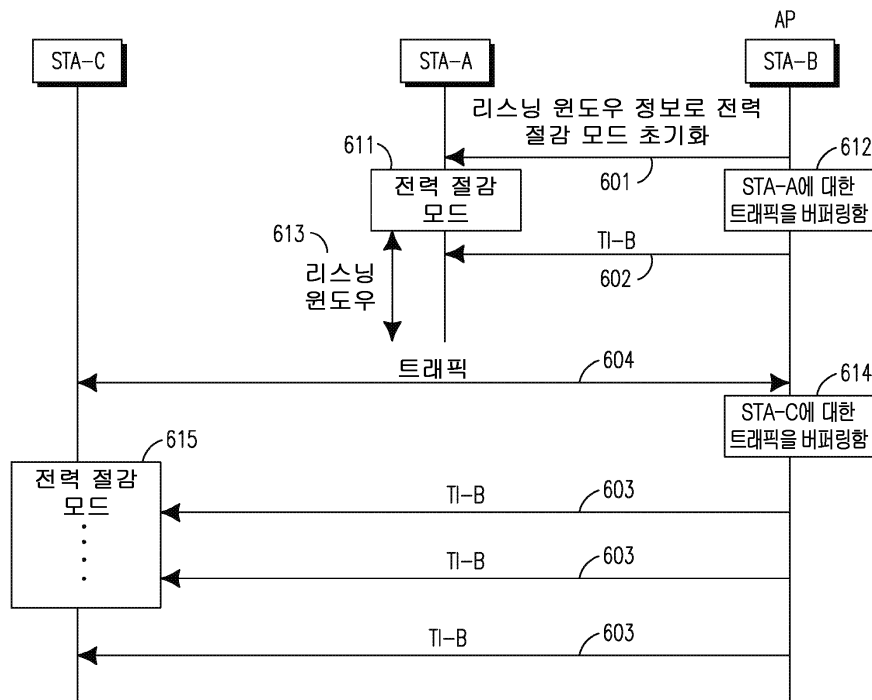 AP
STA-C
STA-A
STA-B
리스닝 윈도우 정보로 전력
절감 모드 초기화
611
612
601
전력 절감
모드
STA-A에 대한
트래픽을 버퍼링함
613
TI-B
602
리스닝
윈도우
트래픽
604
614
STA-C에 대한
트래픽을 버퍼링함
615
전력 절감
모드
TI-B
603
TI-B
603
TI-B
603